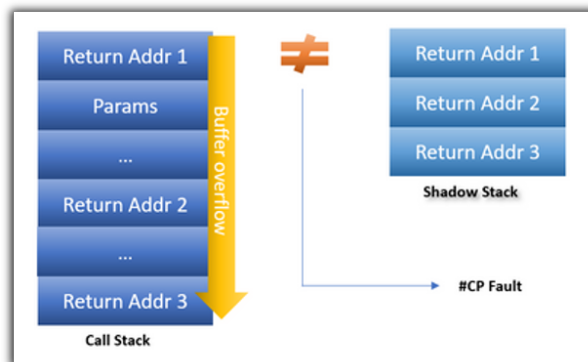 Return Addr 1
Params
...
Return Addr 2
...
Return Addr 3
Call Stack
Buffer overflow
≠
Return Addr 1
Return Addr 2
Return Addr 3
Shadow Stack
#CP Fault